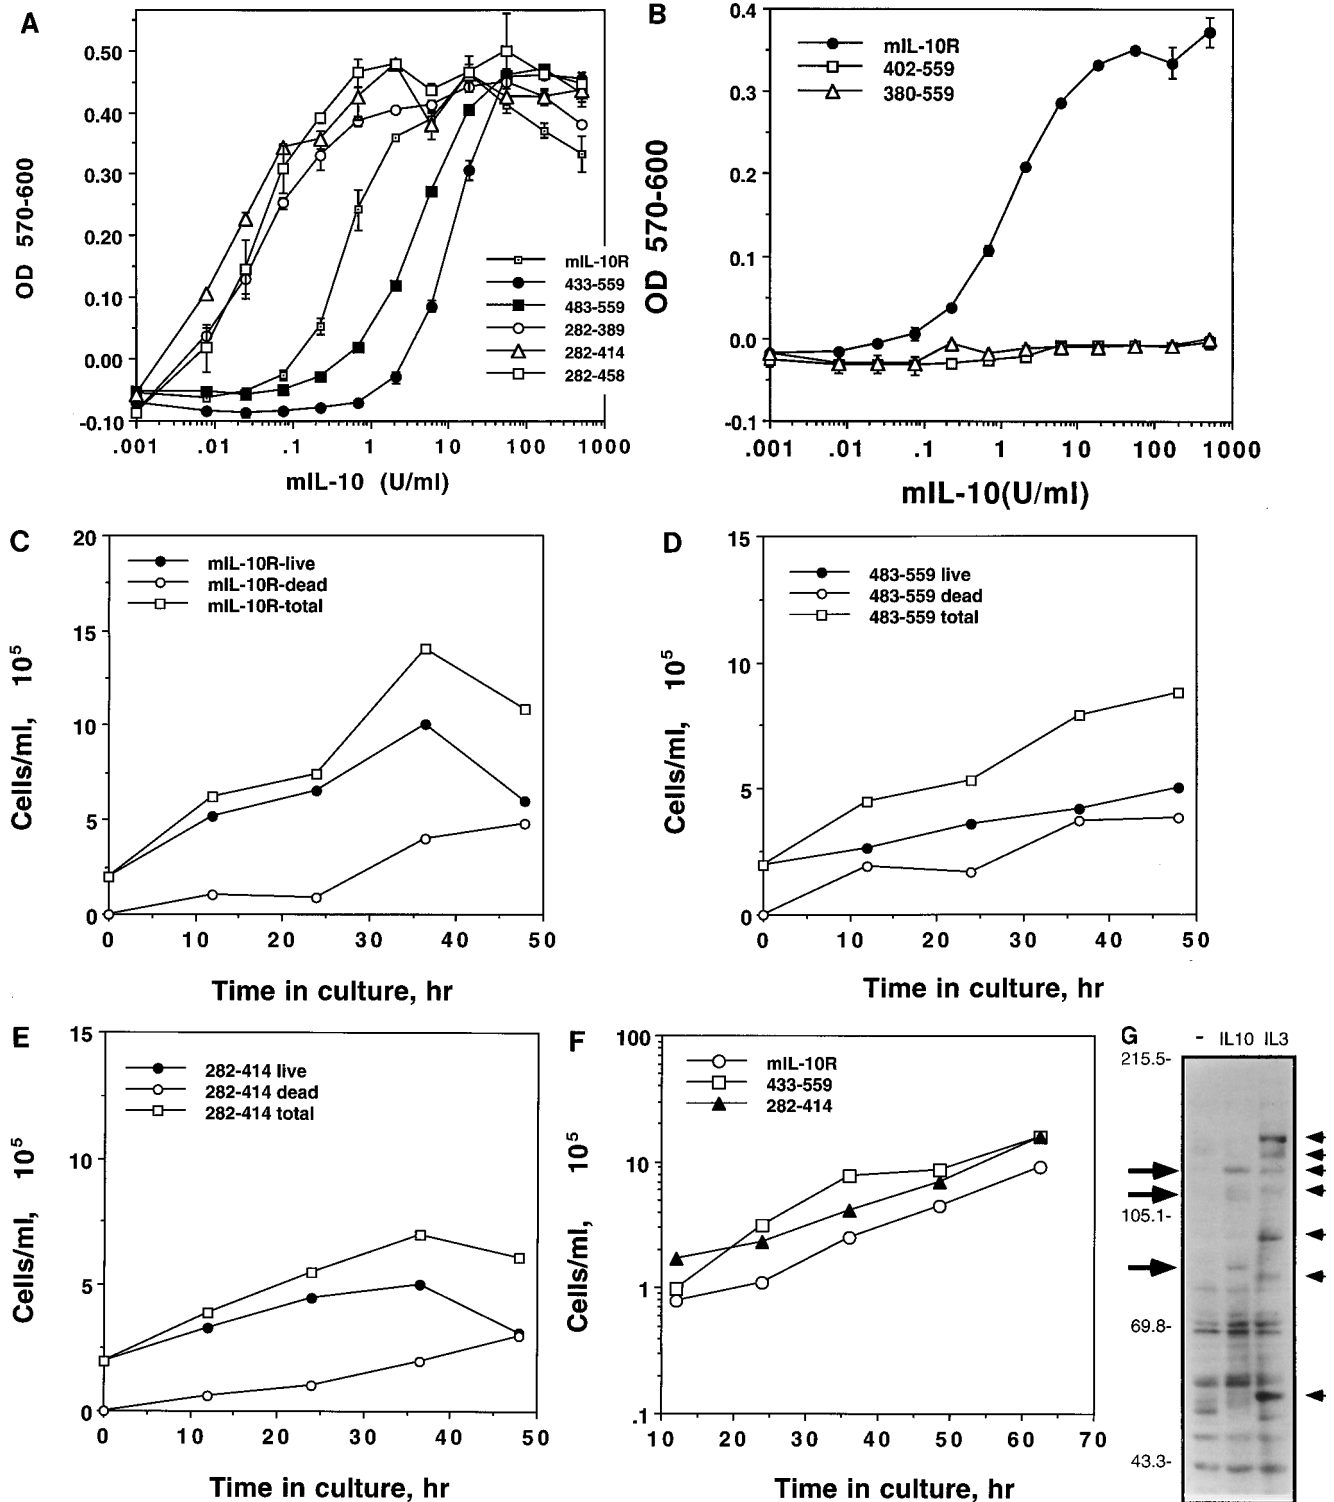 A
0.50
0.40
0.30
0.20
0.10
0.00
-0.10
OD 570-600
.001 .01 .1 1 10 100 1000
mIL-10 (U/ml)
mIL-10R
433-559
483-559
282-389
282-414
282-458
B
0.4
0.3
0.2
0.1
0.0
-0.1
OD 570-600
.001 .01 .1 1 10 100 1000
mIL-10(U/ml)
mIL-10R
402-559
380-559
C
20
15
10
5
0
Cells/ml, 10⁵
0 10 20 30 40 50
Time in culture, hr
mIL-10R-live
mIL-10R-dead
mIL-10R-total
D
15
10
5
0
Cells/ml, 10⁵
0 10 20 30 40 50
Time in culture, hr
483-559 live
483-559 dead
483-559 total
E
15
10
5
0
Cells/ml, 10⁵
0 10 20 30 40 50
Time in culture, hr
282-414 live
282-414 dead
282-414 total
F
100
10
1
.1
Cells/ml, 10⁵
10 20 30 40 50 60 70
Time in culture, hr
mIL-10R
433-559
282-414
G
- IL10 IL3
215.5-
105.1-
69.8-
43.3-